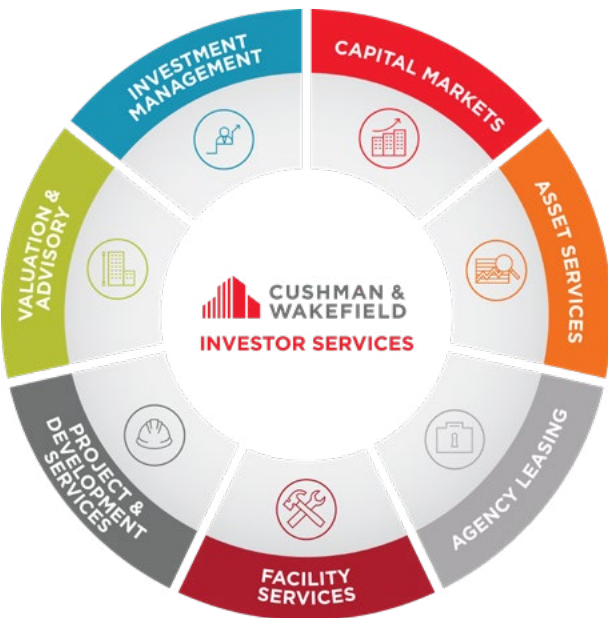 INVESTMENT
MANAGEMENT
CAPITAL MARKETS
ASSET SERVICES
AGENCY LEASING
FACILITY
SERVICES
PROJECT &
DEVELOPMENT
SERVICES
VALUATION &
ADVISORY
CUSHMAN &
WAKEFIELD
INVESTOR SERVICES